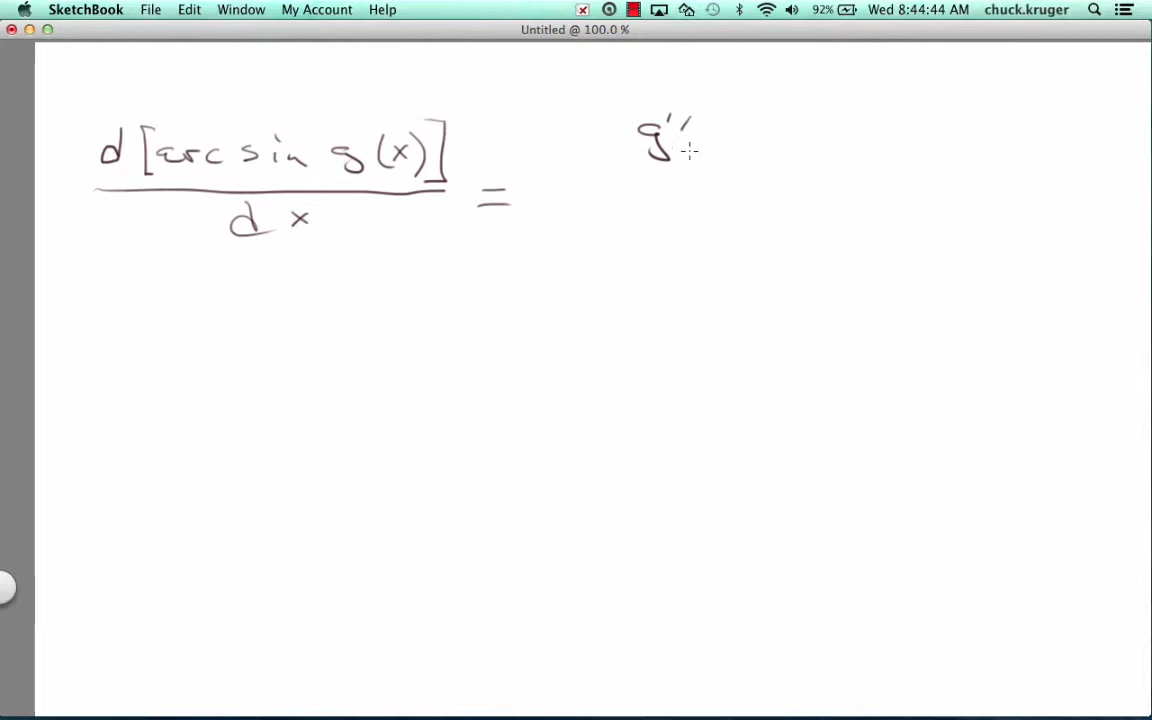 SketchBook File Edit Window My Account Help 92% Wed 8:44:44 AM chuck.kruger
Untitled @ 100.0 %
d [arc sin g(x)] / dx = g'